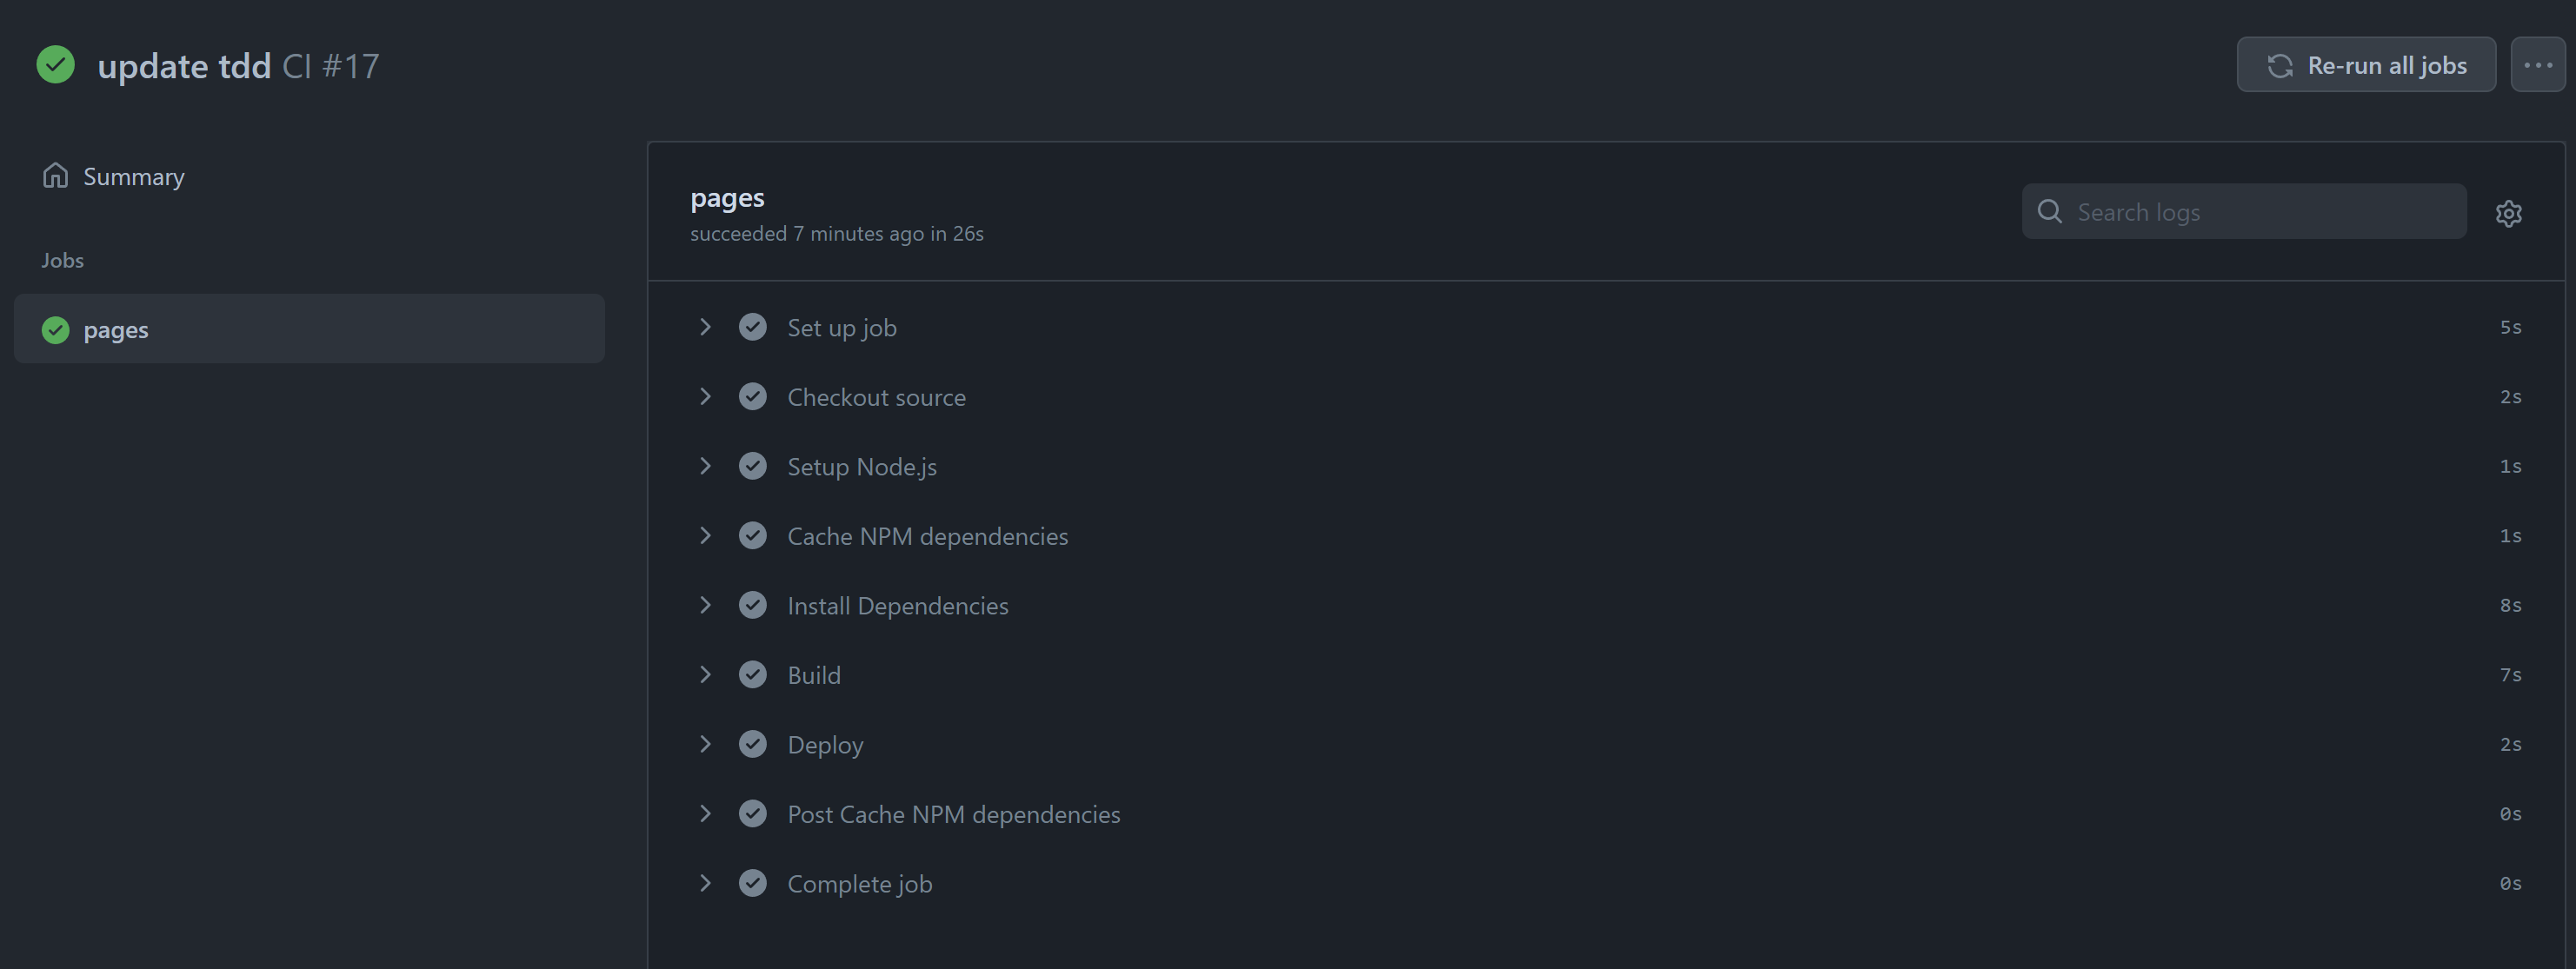 update tdd CI #17
Re-run all jobs
Summary
Jobs
pages
pages
succeeded 7 minutes ago in 26s
Search logs
Set up job 5s
Checkout source 2s
Setup Node.js 1s
Cache NPM dependencies 1s
Install Dependencies 8s
Build 7s
Deploy 2s
Post Cache NPM dependencies 0s
Complete job 0s